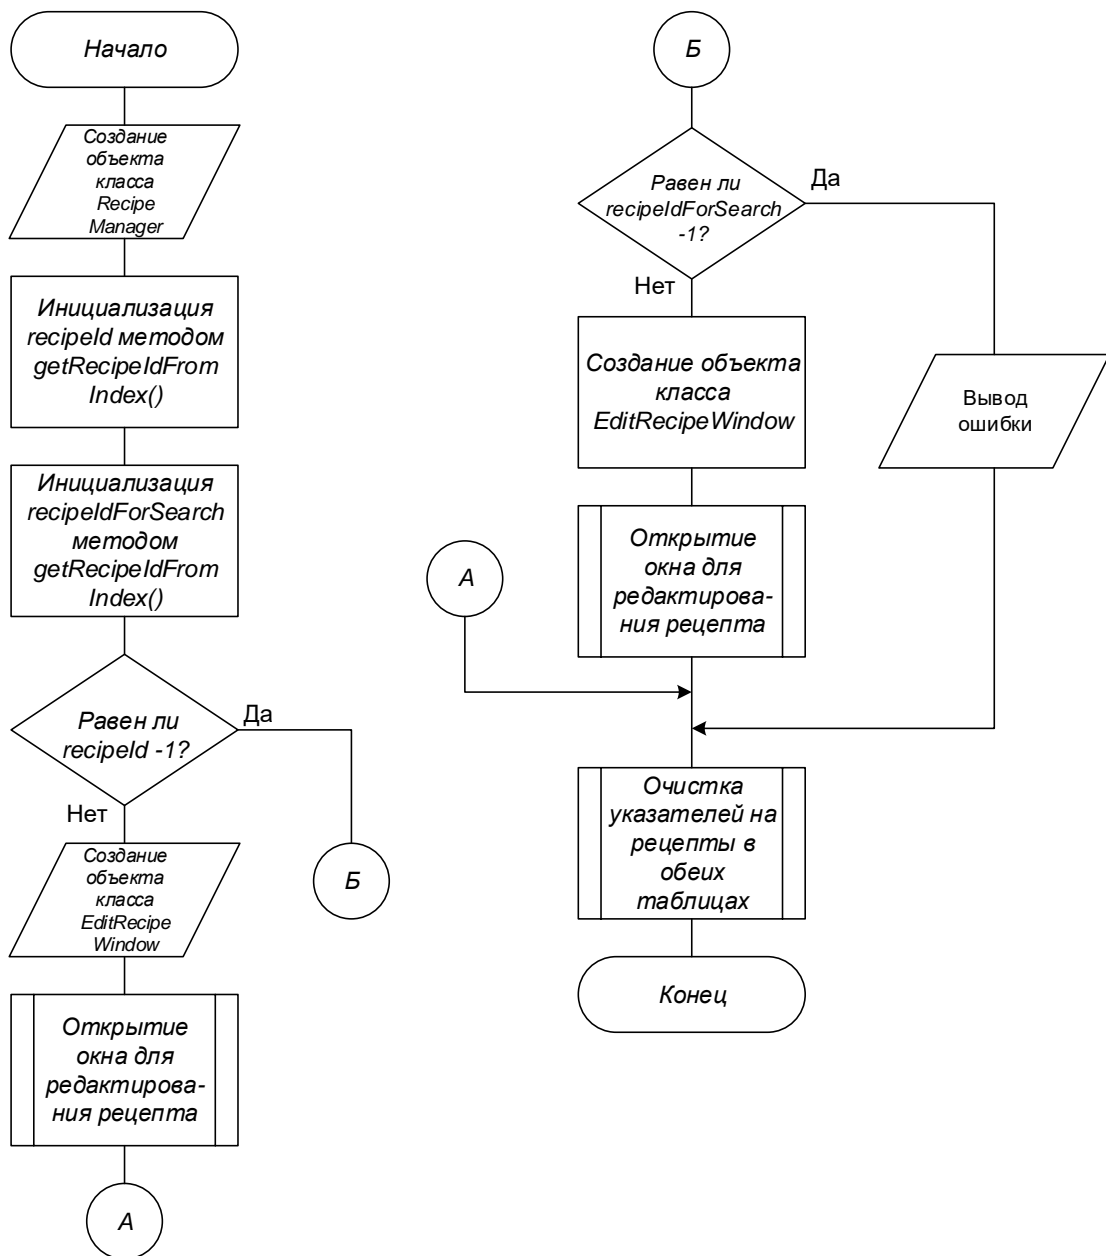 Начало
Создание
объекта
класса
Recipe
Manager
Инициализация
recipeId методом
getRecipeIdFrom
Index()
Инициализация
recipeIdForSearch
методом
getRecipeIdFrom
Index()
Равен ли
recipeId -1?
Да
Нет
Создание
объекта
класса
EditRecipe
Window
Б
Открытие
окна для
редактирова-
ния рецепта
А
Б
Равен ли
recipeIdForSearch
-1?
Да
Нет
Создание объекта
класса
EditRecipeWindow
Вывод
ошибки
Открытие
окна для
редактирова-
ния рецепта
А
Очистка
указателей на
рецепты в
обеих
таблицах
Конец